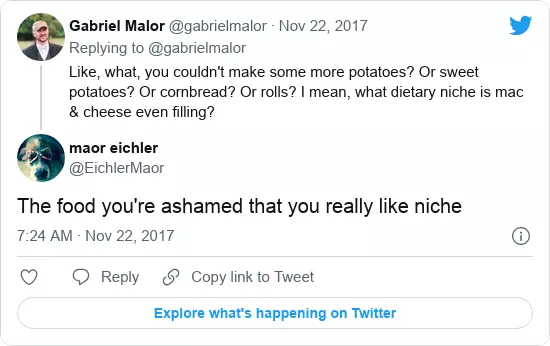 Gabriel Malor @gabrielmalor · Nov 22, 2017
Replying to @gabrielmalor
Like, what, you couldn't make some more potatoes? Or sweet
potatoes? Or cornbread? Or rolls? I mean, what dietary niche is mac
& cheese even filling?
maor eichler
@EichlerMaor
The food you're ashamed that you really like niche
7:24 AM · Nov 22, 2017
Reply
Copy link to Tweet
Explore what's happening on Twitter